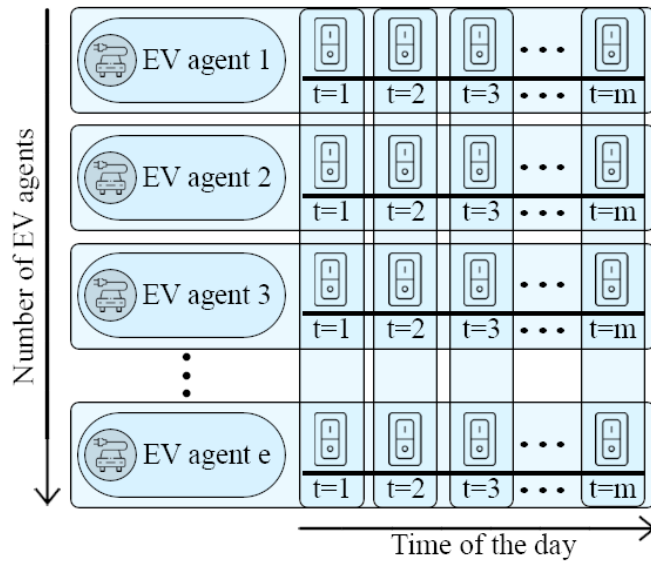 EV agent 1
t=1 t=2 t=3 ••• t=m
EV agent 2
t=1 t=2 t=3 ••• t=m
EV agent 3
t=1 t=2 t=3 ••• t=m
EV agent e
t=1 t=2 t=3 ••• t=m
Number of EV agents
Time of the day